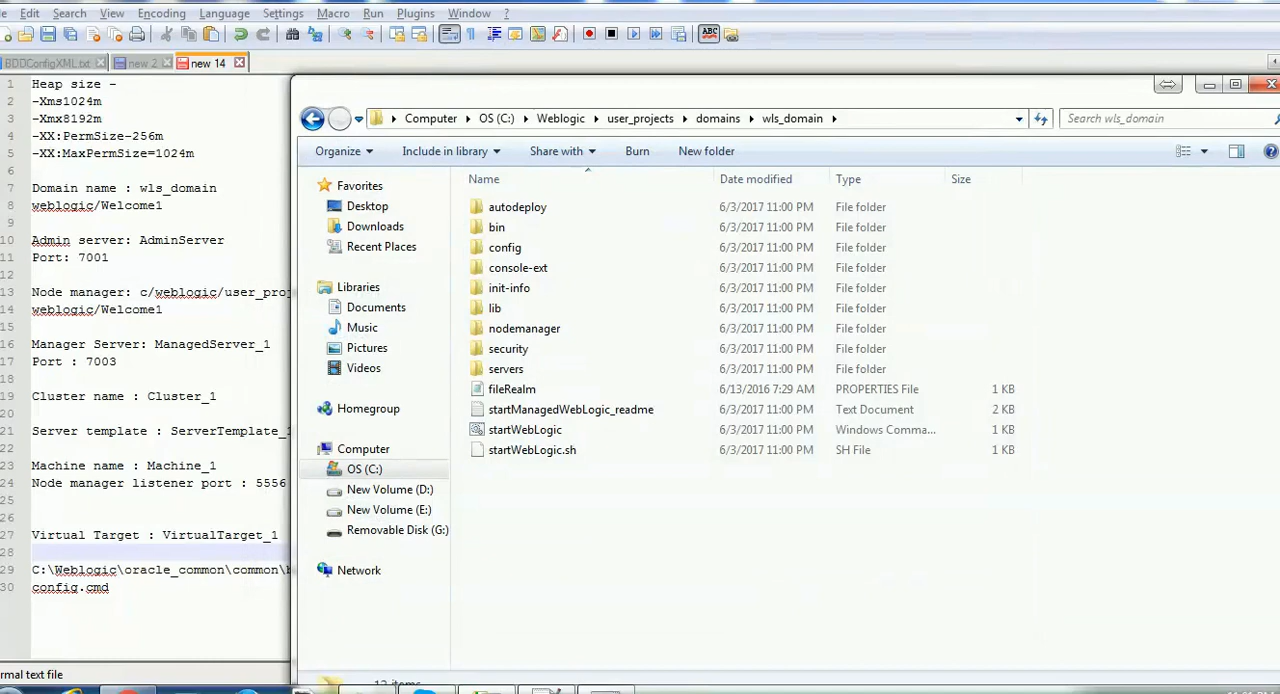 le Edit Search View Encoding Language Settings Macro Run Plugins Window ?
ABC
BDDConfigXML.txt new 2 new 14
1 Heap size -
2 -Xms1024m
3 -Xmx8192m
4 -XX:PermSize-256m
5 -XX:MaxPermSize=1024m
6
7 Domain name : wls_domain
8 weblogic/Welcome1
9
10 Admin server: AdminServer
11 Port: 7001
12
13 Node manager: c/weblogic/user_proj
14 weblogic/Welcome1
15
16 Manager Server: ManagedServer_1
17 Port : 7003
18
19 Cluster name : Cluster_1
20
21 Server template : ServerTemplate_1
22
23 Machine name : Machine_1
24 Node manager listener port : 5556
25
26
27 Virtual Target : VirtualTarget_1
28
29 C:\Weblogic\oracle_common\common\b
30 config.cmd
rmal text file
Computer OS (C:) Weblogic user_projects domains wls_domain
Search wls_domain
Organize Include in library Share with Burn New folder
Favorites
Desktop
Downloads
Recent Places
Libraries
Documents
Music
Pictures
Videos
Homegroup
Computer
OS (C:)
New Volume (D:)
New Volume (E:)
Removable Disk (G:)
Network
Name Date modified Type Size
autodeploy 6/3/2017 11:00 PM File folder
bin 6/3/2017 11:00 PM File folder
config 6/3/2017 11:00 PM File folder
console-ext 6/3/2017 11:00 PM File folder
init-info 6/3/2017 11:00 PM File folder
lib 6/3/2017 11:00 PM File folder
nodemanager 6/3/2017 11:00 PM File folder
security 6/3/2017 11:00 PM File folder
servers 6/3/2017 11:00 PM File folder
fileRealm 6/13/2016 7:29 AM PROPERTIES File 1 KB
startManagedWebLogic_readme 6/3/2017 11:00 PM Text Document 2 KB
startWebLogic 6/3/2017 11:00 PM Windows Comma... 1 KB
startWebLogic.sh 6/3/2017 11:00 PM SH File 1 KB